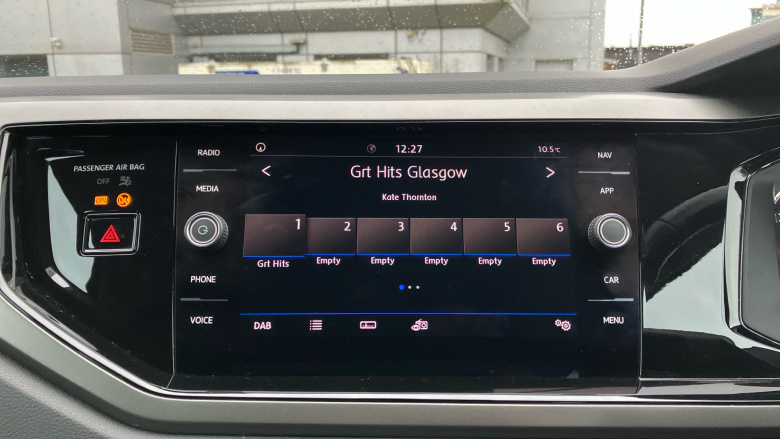 12:27
10.5°C
PASSENGER AIR BAG
OFF
ON
RADIO
MEDIA
PHONE
VOICE
Grt Hits Glasgow
< >
Kate Thornton
1 2 3 4 5 6
Grt Hits Empty Empty Empty Empty Empty
DAB
NAV
APP
CAR
MENU